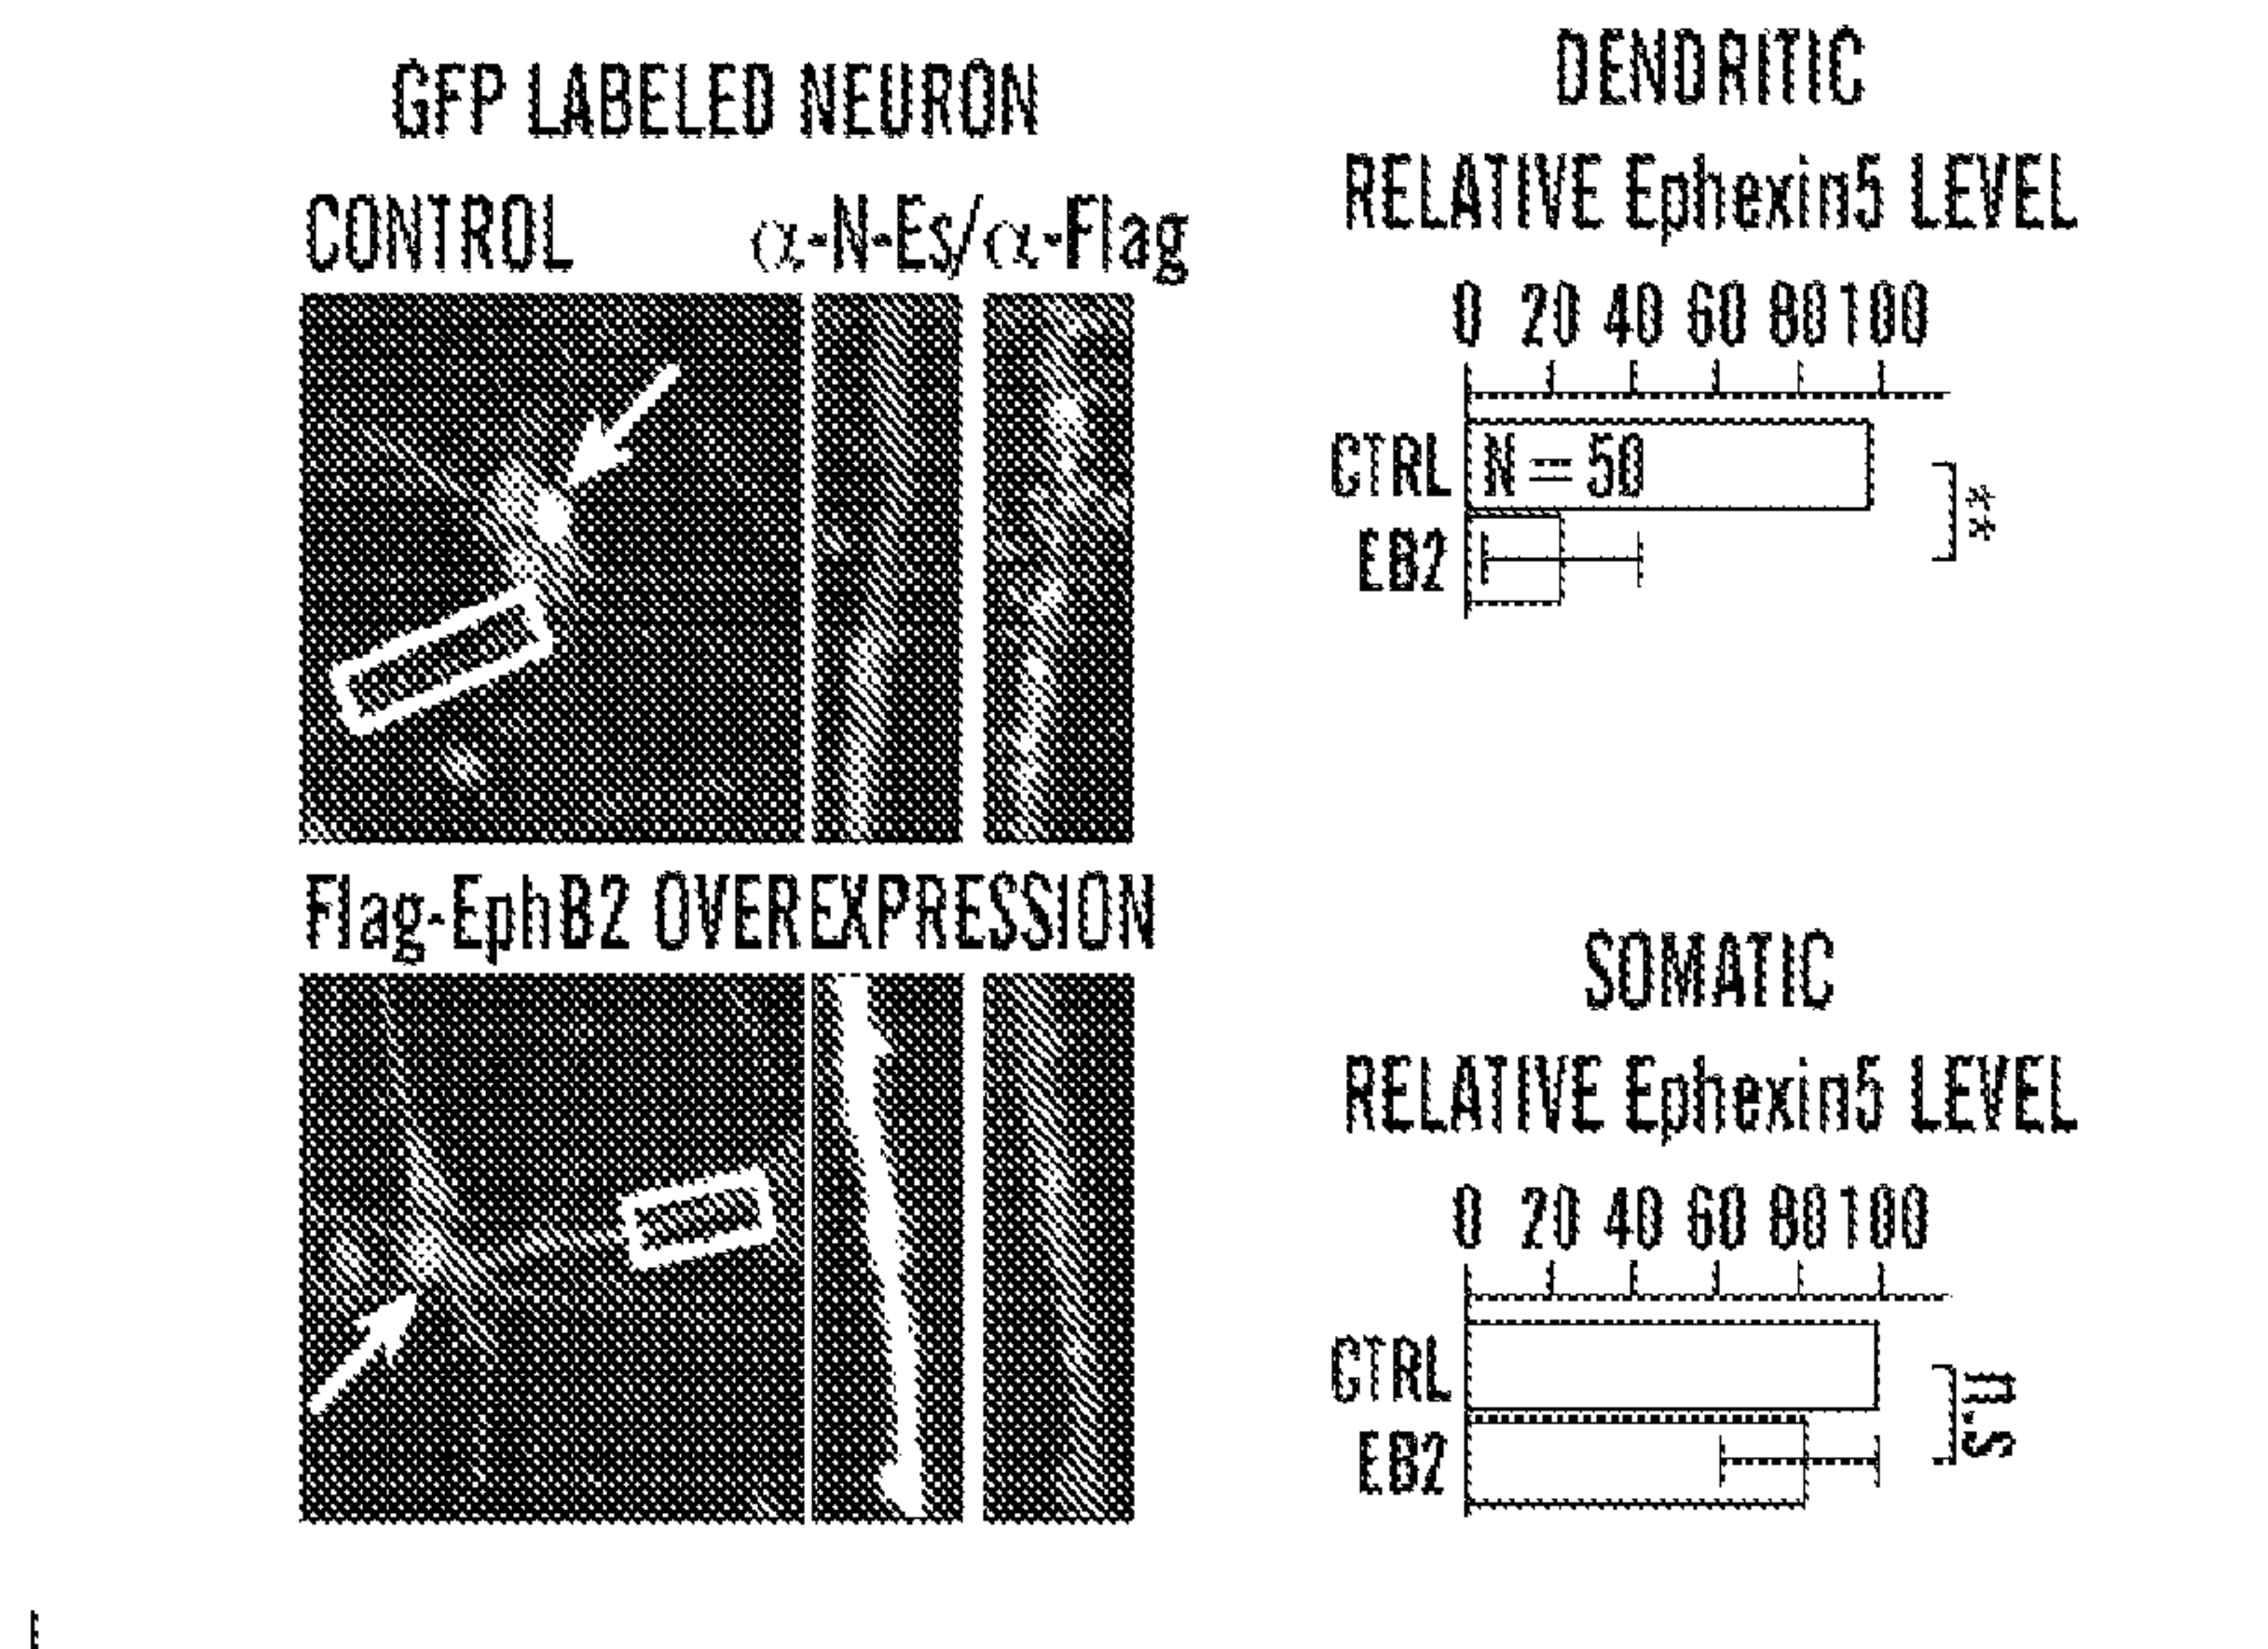 GFP LABELED NEURON
CONTROL α-N-Es/α-Flag
Flag-EphB2 OVEREXPRESSION
DENDRITIC
RELATIVE Ephexin5 LEVEL
0 20 40 60 80 100
CTRL N = 50
EB2
**
SOMATIC
RELATIVE Ephexin5 LEVEL
0 20 40 60 80 100
CTRL
EB2
n.s